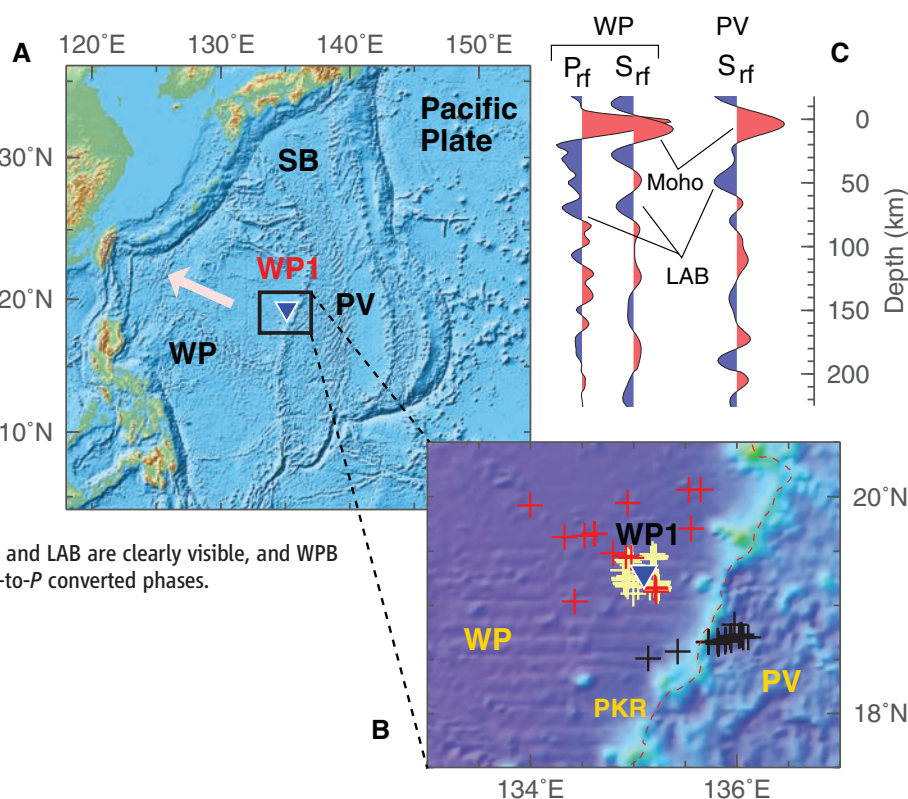 A
120˚E 130˚E 140˚E 150˚E
30˚N
20˚N
10˚N
Pacific
Plate
SB
WP1
PV
WP
WP PV
C
Prf Srf Srf
Moho
LAB
0
50
100
150
200
Depth (km)
and LAB are clearly visible, and WPB
-to-P converted phases.
B
WP1
WP
PV
PKR
20˚N
18˚N
134˚E 136˚E